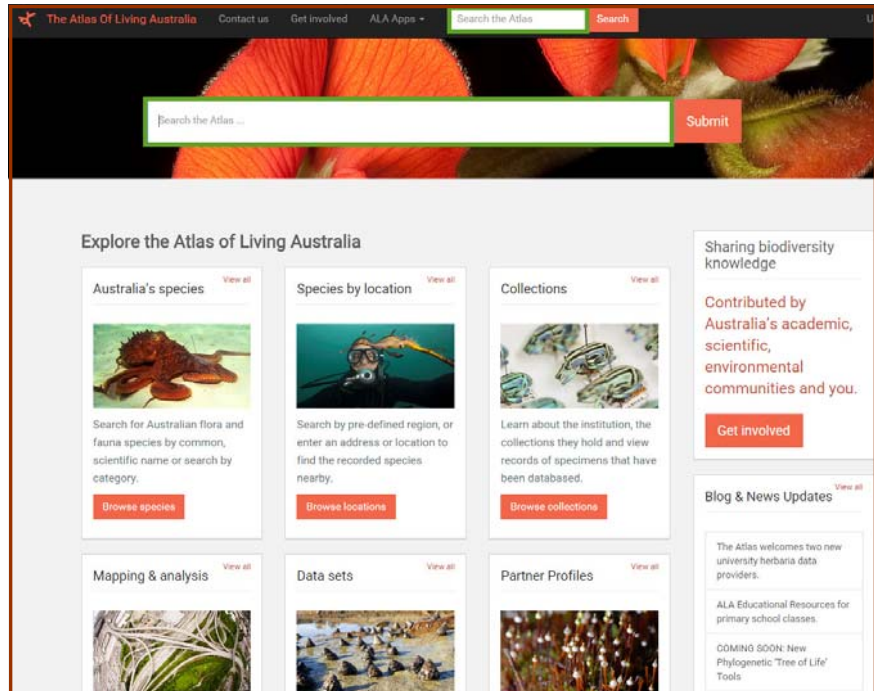 The Atlas Of Living Australia Contact us Get involved ALA Apps Search the Atlas Search
Search the Atlas ... Submit
Explore the Atlas of Living Australia
Australia's species View all
Search for Australian flora and
fauna species by common,
scientific name or search by
category.
Browse species
Species by location View all
Search by pre-defined region, or
enter an address or location to
find the recorded species
nearby.
Browse locations
Collections View all
Learn about the institution, the
collections they hold and view
records of specimens that have
been databased.
Browse collections
Mapping & analysis View all
Data sets View all
Partner Profiles View all
Sharing biodiversity
knowledge
Contributed by
Australia's academic,
scientific,
environmental
communities and you.
Get involved
Blog & News Updates View all
The Atlas welcomes two new
university herbaria data
providers.
ALA Educational Resources for
primary school classes.
COMING SOON: New
Phylogenetic 'Tree of Life'
Tools